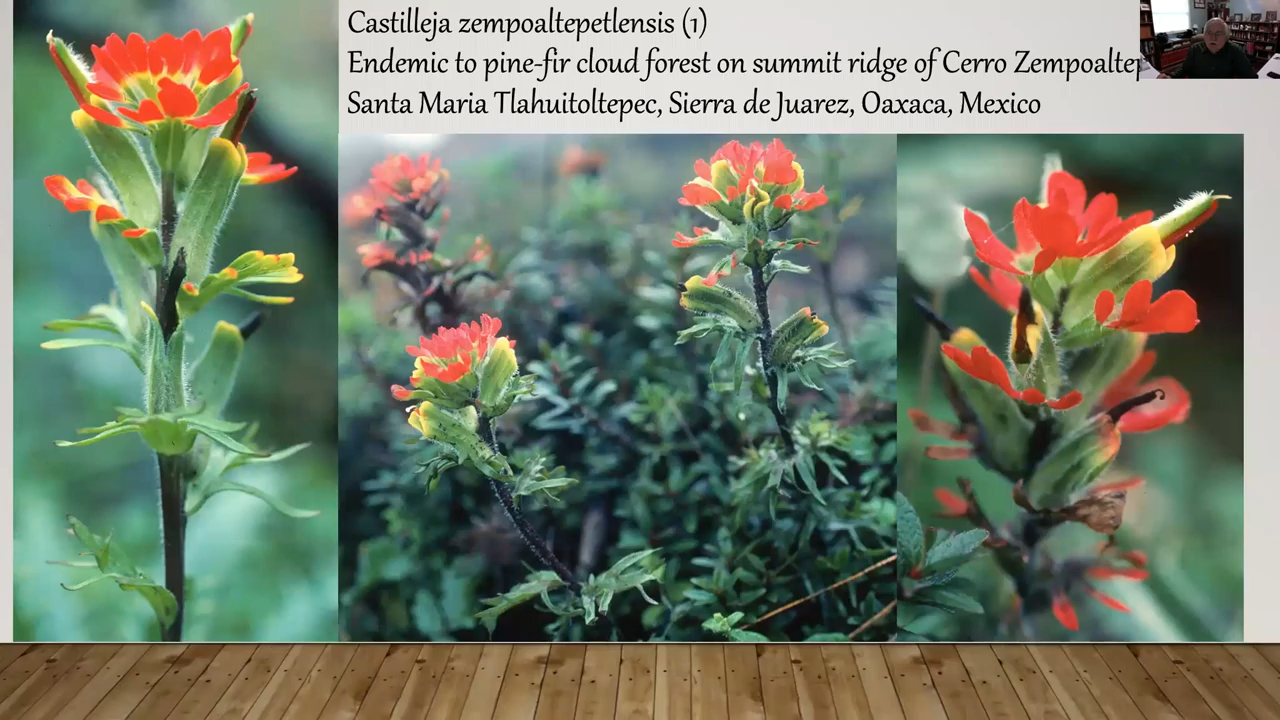 Castilleja zempoaltepetlensis (1)
Endemic to pine-fir cloud forest on summit ridge of Cerro
Santa Maria Tlahuitoltepec, Sierra de Juarez, Oaxaca, Mexico